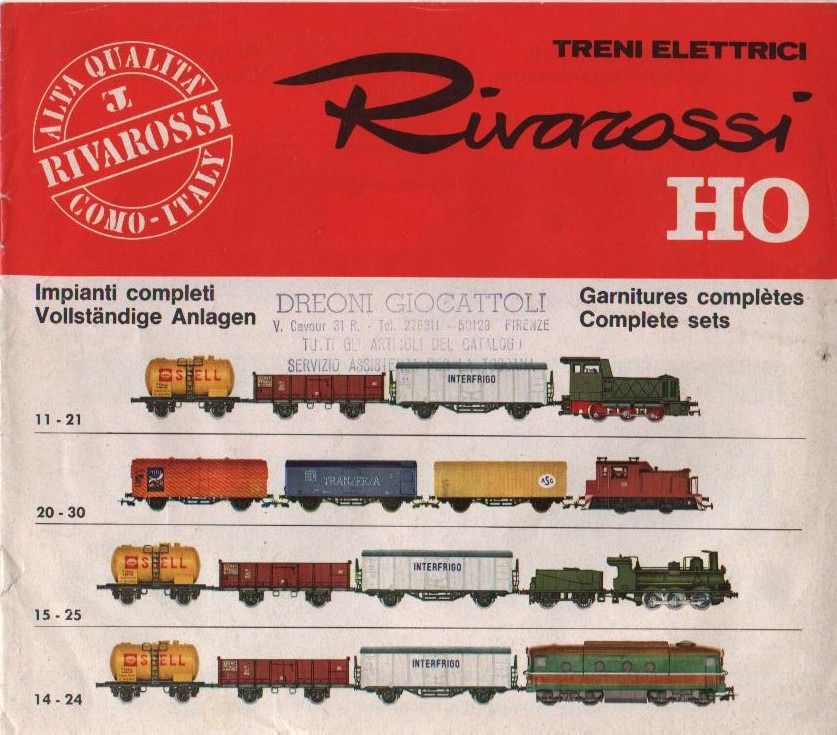 ALTA QUALITÀ
RIVAROSSI
COMO-ITALY
TRENI ELETTRICI
Rivarossi
HO
Impianti completi
Vollständige Anlagen
DREONI GIOCATTOLI
V. Cavour 31 R. - Tel. 276311 - 50129 FIRENZE
TUTTI GLI ARTICOLI DEL CATALOGO
SERVIZIO ASSISTENZA
Garnitures complètes
Complete sets
SHELL
INTERFRIGO
11 - 21
TRANSFESA
ASG
20 - 30
SHELL
INTERFRIGO
15 - 25
SHELL
INTERFRIGO
14 - 24